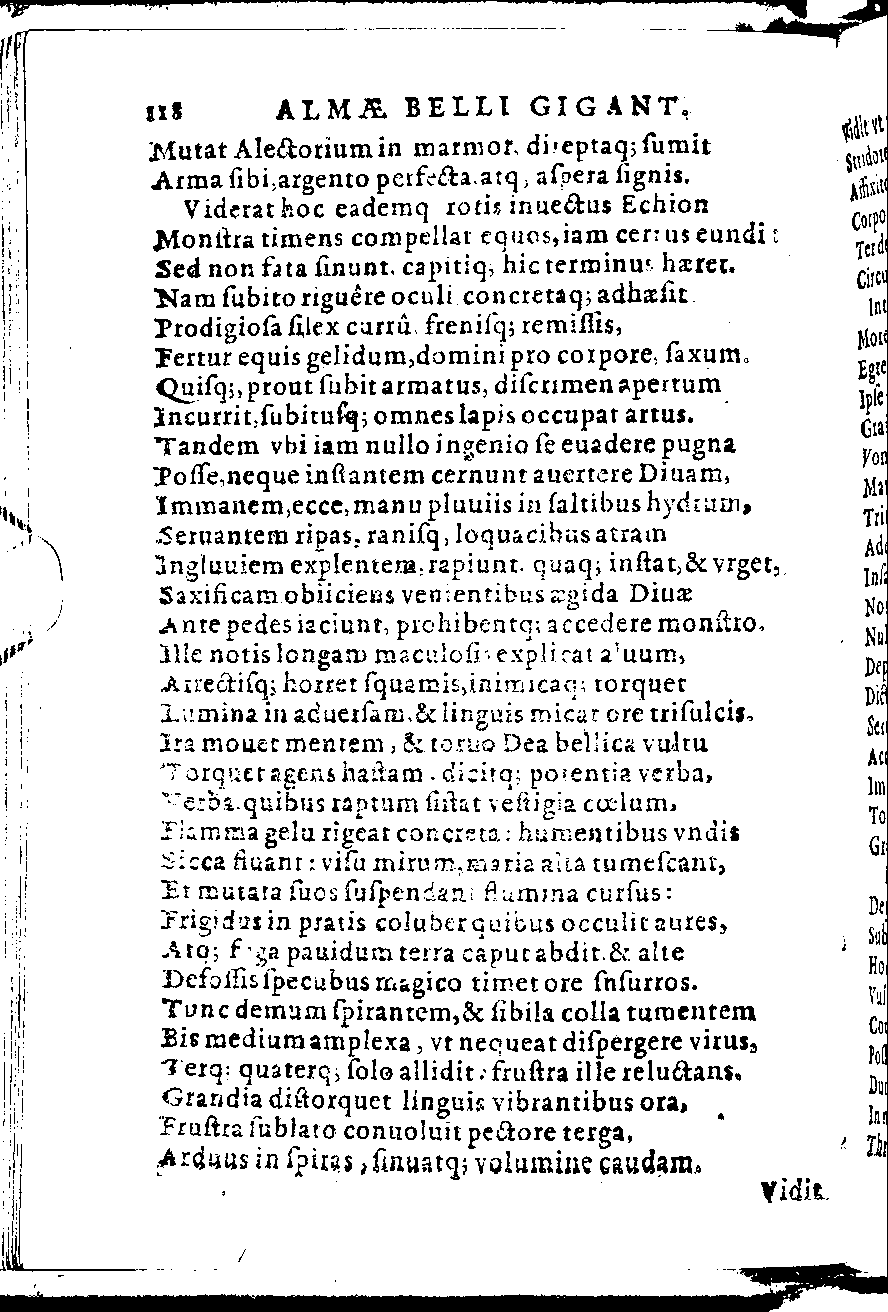 118 ALMÆ BELLI GIGANT.
Mutat Alectorium in marmor. direptaq; ſumit
Arma ſibi, argento perfecta. atq, aſpera ſignis.
Viderat hoc eademq rotis inuectus Echion
Monſtra timens compellat equos, iam certus eundi:
Sed non fata ſinunt. capitiq; hic terminus hæret.
Nam ſubito riguêre oculi concretaq; adhæſit
Prodigioſa ſilex currû. freniſq; remiſſis,
Fertur equis gelidum, domini pro corpore, ſaxum.
Quiſq;, prout ſubit armatus, diſcrimen apertum
Incurrit, ſubituſq; omnes lapis occupat artus.
Tandem vbi iam nullo ingenio ſe euadere pugna
Poſſe, neque inſtantem cernunt auertere Diuam,
Immanem, ecce, manu pluuiis in ſaltibus hydrum,
Seruantem ripas, raniſq, loquacibus atram
Ingluuiem explentem, rapiunt. quaq; inſtat, & vrget,
Saxificam obiiciens venientibus ægida Diuæ
Ante pedes iaciunt, prohibentq; accedere monſtro.
Ille notis longam maculoſis explicat aluum,
Arrectiſq; horret ſquamis, inimicaq; torquet
Lumina in aduerſam. & linguis micat ore triſulcis.
Ira mouet mentem, & toruo Dea bellica vultu
Torquet agens haſtam. dicitq; potentia verba,
Verba. quibus raptum ſiſtat veſtigia cœlum,
Flamma gelu rigeat concreta: humentibus vndis
Sicca fluant: viſu mirum, maria alta tumeſcant,
Et mutata ſuos ſuſpendant flumina curſus:
Frigidus in pratis coluber quibus occulit aures,
Atq; fuga pauidum terra caput abdit. & alte
Defoſſis ſpecubus magico timet ore ſuſurros.
Tunc demum ſpirantem, & ſibila colla tumentem
Bis medium amplexa, vt nequeat diſpergere virus,
Terq: quaterq; ſolo allidit. fruſtra ille reluctans.
Grandia diſtorquet linguis vibrantibus ora,
Fruſtra ſublato conuoluit pectore terga,
Arduus in ſpiras, ſinuatq; volumine caudam.
Vidit